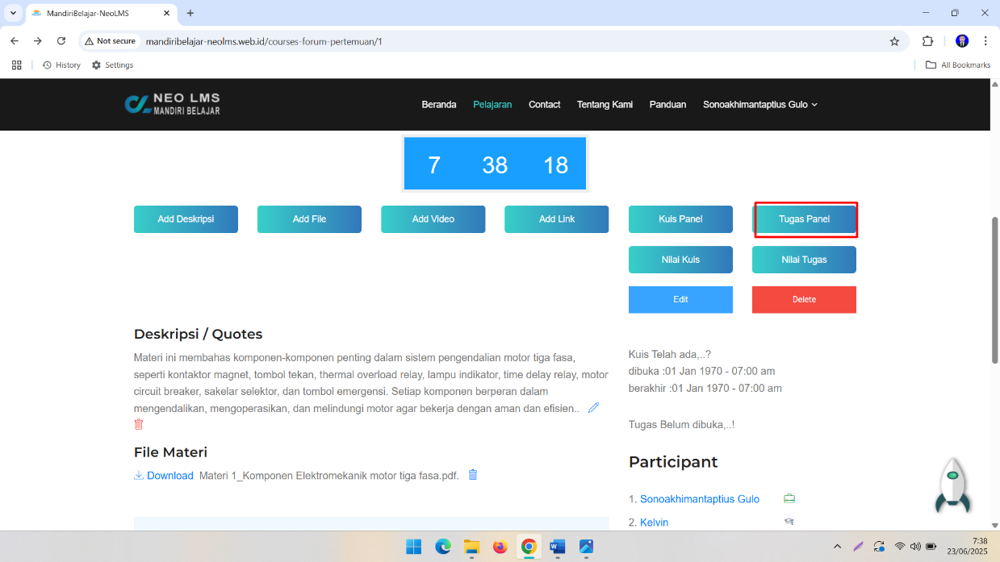 MandiriBelajar-NeoLMS
Not secure mandiribelajar-neolms.web.id/courses-forum-pertemuan/1
History Settings All Bookmarks
NEO LMS
MANDIRI BELAJAR
Beranda Pelajaran Contact Tentang Kami Panduan Sonoakhimantaptius Gulo
7 38 18
Add Deskripsi Add File Add Video Add Link Kuis Panel Tugas Panel
Nilai Kuis Nilai Tugas
Edit Delete
Deskripsi / Quotes
Materi ini membahas komponen-komponen penting dalam sistem pengendalian motor tiga fasa,
seperti kontaktor magnet, tombol tekan, thermal overload relay, lampu indikator, time delay relay, motor
circuit breaker, sakelar selektor, dan tombol emergensi. Setiap komponen berperan dalam
mengendalikan, mengoperasikan, dan melindungi motor agar bekerja dengan aman dan efisien..
File Materi
Download Materi 1_Komponen Elektromekanik motor tiga fasa.pdf.
Kuis Telah ada,..?
dibuka :01 Jan 1970 - 07:00 am
berakhir :01 Jan 1970 - 07:00 am
Tugas Belum dibuka,..!
Participant
1. Sonoakhimantaptius Gulo
2. Kelvin
7:38
23/06/2025